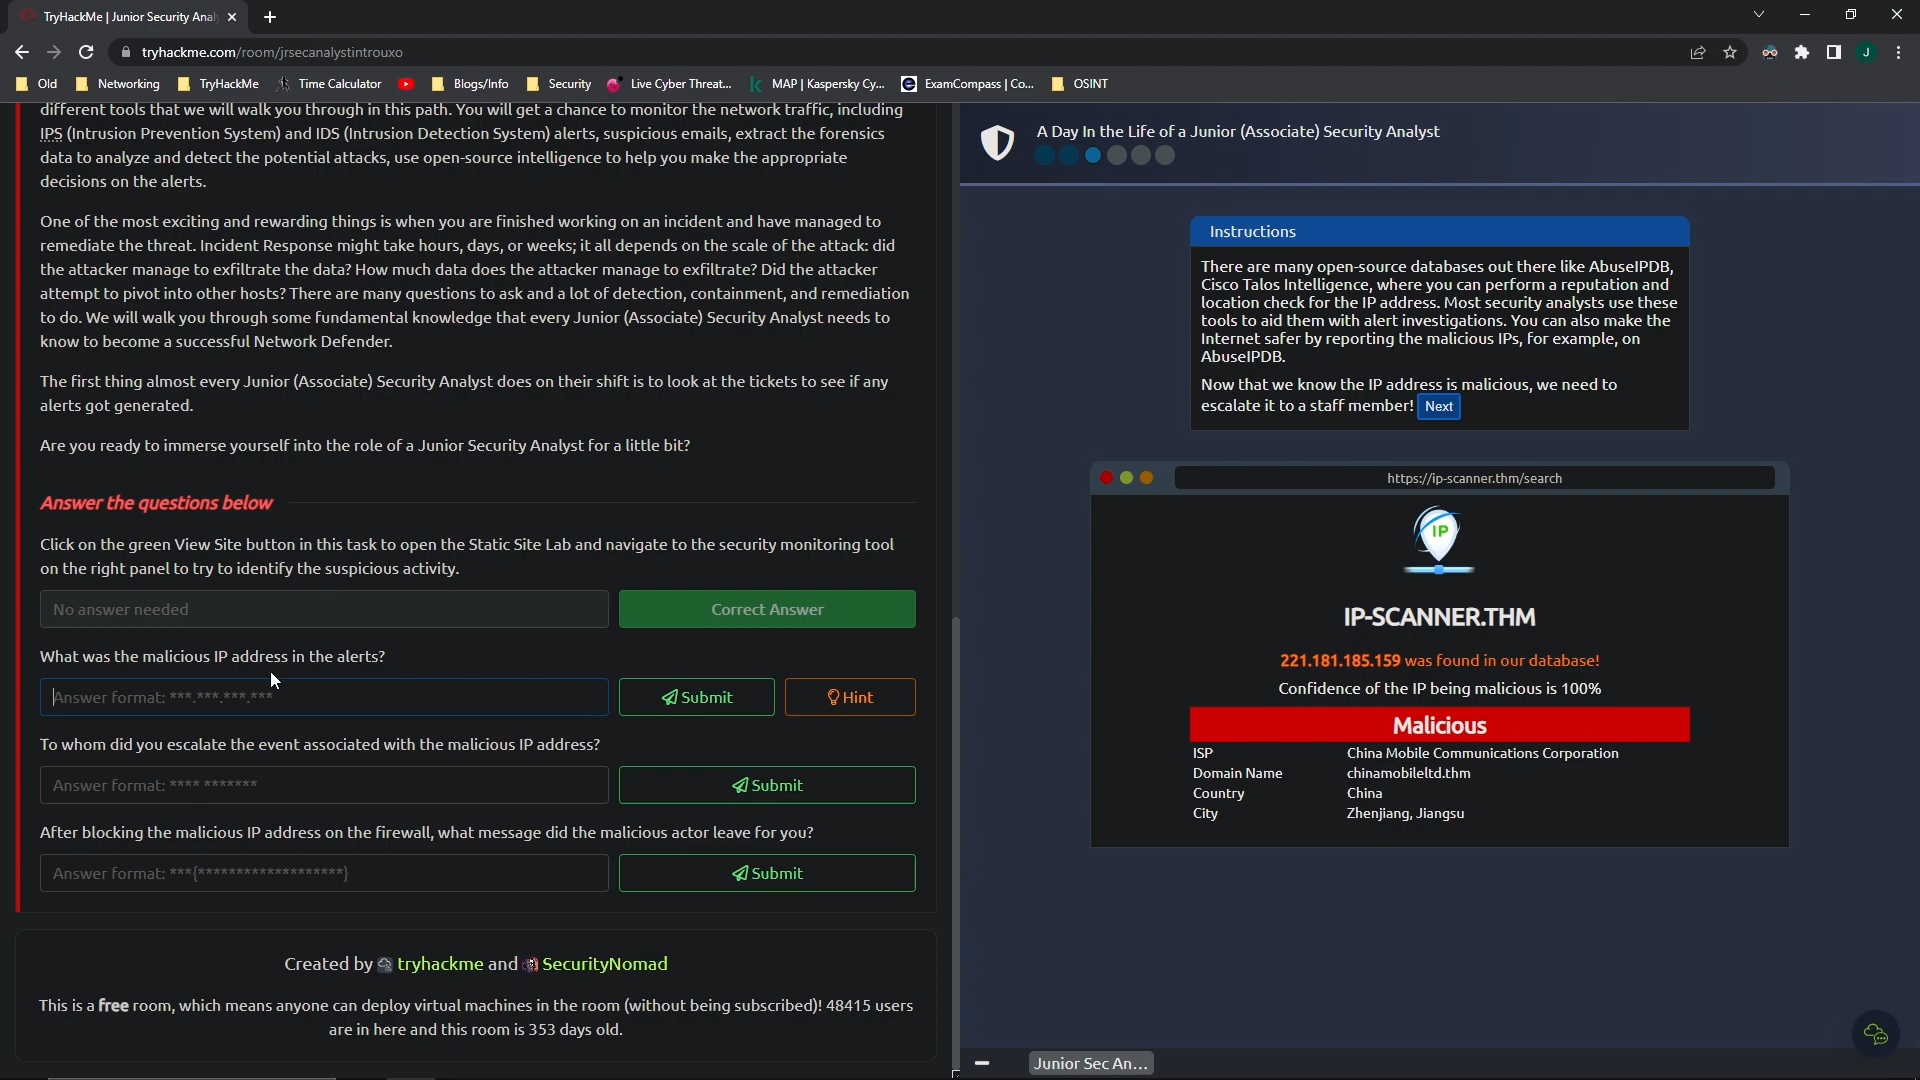 TryHackMe | Junior Security Anal
tryhackme.com/room/jrsecanalystintrouxo
J
Old
Networking
TryHackMe
Time Calculator
Blogs/Info
Security
Live Cyber Threat...
MAP | Kaspersky Cy...
ExamCompass | Co...
OSINT
different tools that we will walk you through in this path. You will get a chance to monitor the network traffic, including
IPS (Intrusion Prevention System) and IDS (Intrusion Detection System) alerts, suspicious emails, extract the forensics
data to analyze and detect the potential attacks, use open-source intelligence to help you make the appropriate
decisions on the alerts.
One of the most exciting and rewarding things is when you are finished working on an incident and have managed to
remediate the threat. Incident Response might take hours, days, or weeks; it all depends on the scale of the attack: did
the attacker manage to exfiltrate the data? How much data does the attacker manage to exfiltrate? Did the attacker
attempt to pivot into other hosts? There are many questions to ask and a lot of detection, containment, and remediation
to do. We will walk you through some fundamental knowledge that every Junior (Associate) Security Analyst needs to
know to become a successful Network Defender.
The first thing almost every Junior (Associate) Security Analyst does on their shift is to look at the tickets to see if any
alerts got generated.
Are you ready to immerse yourself into the role of a Junior Security Analyst for a little bit?
Answer the questions below
Click on the green View Site button in this task to open the Static Site Lab and navigate to the security monitoring tool
on the right panel to try to identify the suspicious activity.
No answer needed
Correct Answer
What was the malicious IP address in the alerts?
Answer format: ***.***.***.***
Submit
Hint
To whom did you escalate the event associated with the malicious IP address?
Answer format: **** *******
Submit
After blocking the malicious IP address on the firewall, what message did the malicious actor leave for you?
Answer format: ***{********************}
Submit
Created by tryhackme and SecurityNomad
This is a free room, which means anyone can deploy virtual machines in the room (without being subscribed)! 48415 users
are in here and this room is 353 days old.
A Day In the Life of a Junior (Associate) Security Analyst
Instructions
There are many open-source databases out there like AbuseIPDB,
Cisco Talos Intelligence, where you can perform a reputation and
location check for the IP address. Most security analysts use these
tools to aid them with alert investigations. You can also make the
Internet safer by reporting the malicious IPs, for example, on
AbuseIPDB.
Now that we know the IP address is malicious, we need to
escalate it to a staff member! Next
https://ip-scanner.thm/search
IP
IP-SCANNER.THM
221.181.185.159 was found in our database!
Confidence of the IP being malicious is 100%
Malicious
ISP China Mobile Communications Corporation
Domain Name chinamobileltd.thm
Country China
City Zhenjiang, Jiangsu
Junior Sec An...